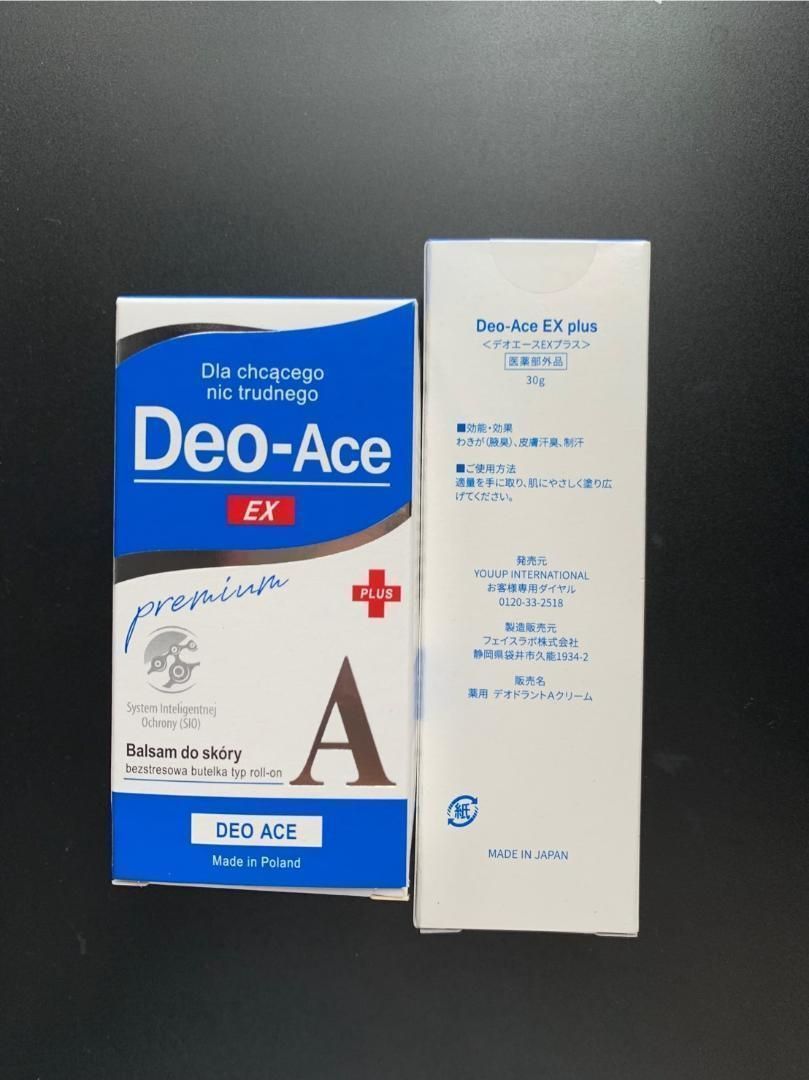 Dla chcącego
nic trudnego
Deo-Ace
EX
premium
PLUS
System Inteligentnej
Ochrony (SIO)
A
Balsam do skóry
bezstresowa butelka typ roll-on
DEO ACE
Made in Poland
Deo-Ace EX plus
＜デオエースEXプラス＞
医薬部外品
30g
■効能・効果
わきが(腋臭)、皮膚汗臭、制汗
■ご使用方法
適量を手に取り、肌にやさしく塗り広
げてください。
発売元
YOUUP INTERNATIONAL
お客様専用ダイヤル
0120-33-2518
製造販売元
フェイスラボ株式会社
静岡県袋井市久能1934-2
販売名
薬用 デオドラントAクリーム
紙
MADE IN JAPAN